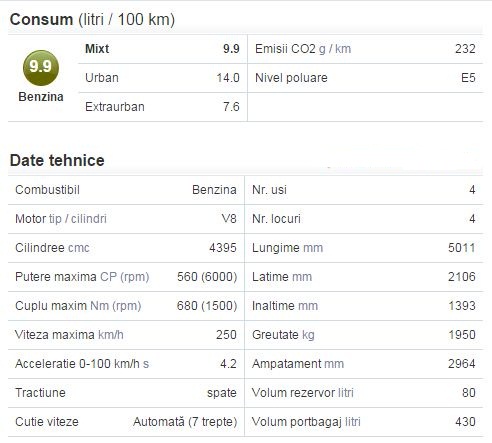 Consum (litri / 100 km)
9.9
Benzina
Mixt 9.9 Emisii CO2 g / km 232
Urban 14.0 Nivel poluare E5
Extraurban 7.6
Date tehnice
Combustibil Benzina Nr. usi 4
Motor tip / cilindri V8 Nr. locuri 4
Cilindree cmc 4395 Lungime mm 5011
Putere maxima CP (rpm) 560 (6000) Latime mm 2106
Cuplu maxim Nm (rpm) 680 (1500) Inaltime mm 1393
Viteza maxima km/h 250 Greutate kg 1950
Acceleratie 0-100 km/h s 4.2 Ampatament mm 2964
Tractiune spate Volum rezervor litri 80
Cutie viteze Automată (7 trepte) Volum portbagaj litri 430